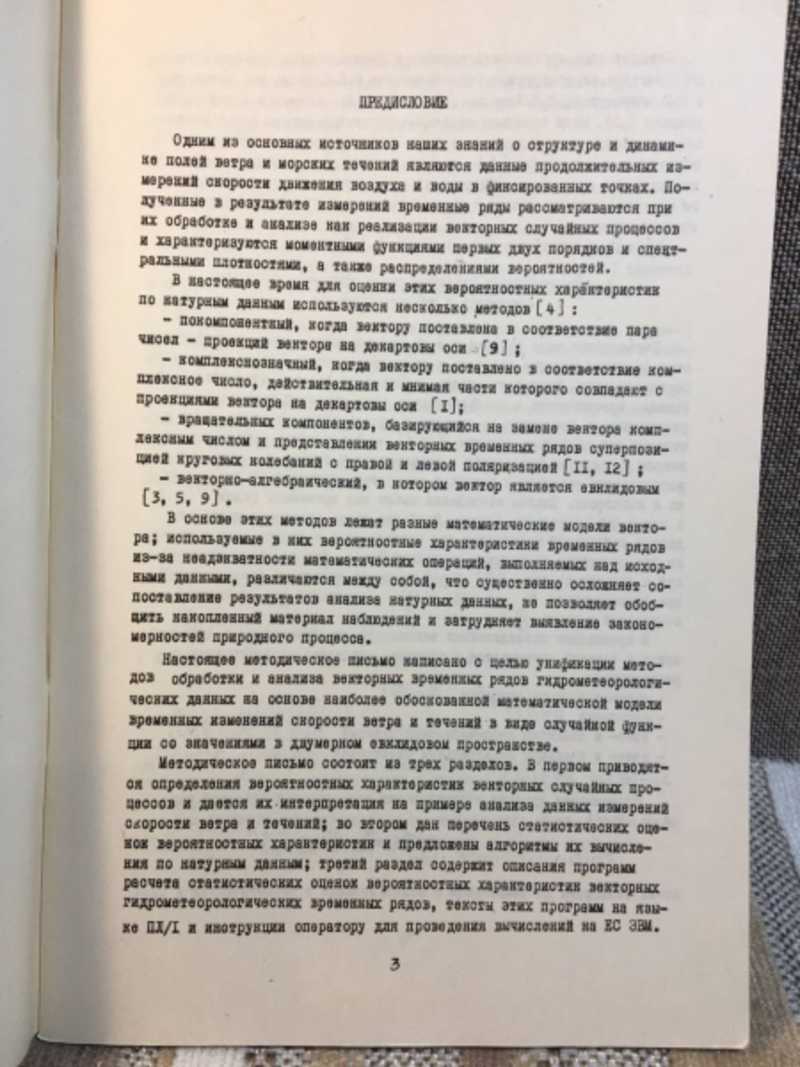 ПРЕДИСЛОВИЕ
Одним из основных источников наших знаний о структуре и динами-
ке полей ветра и морских течений являются данные продолжительных из-
мерений скорости движения воздуха и воды в фиксированных точках. По-
лученные в результате измерений временные ряды рассматриваются при
их обработке и анализе как реализации векторных случайных процессов
и характеризуются моментными функциями первых двух порядков и спект-
ральными плотностями, а также распределениями вероятностей.
В настоящее время для оценки этих вероятностных характеристик
по натурным данным используются несколько методов [4] :
- покомпонентный, когда вектору поставлена в соответствие пара
чисел - проекций вектора на декартовы оси [9] ;
- комплекснозначный, когда вектору поставлено в соответствие ком-
плексное число, действительная и мнимая части которого совпадают с
проекциями вектора на декартовы оси [I];
- вращательных компонентов, базирующийся на замене вектора комп-
лексным числом и представлении векторных временных рядов суперпози-
цией круговых колебаний с правой и левой поляризацией [II, I2] ;
- векторно-алгебраический, в котором вектор является евклидовым
[3, 5, 9] .
В основе этих методов лежат разные математические модели векто-
ра; используемые в них вероятностные характеристики временных рядов
из-за неадэкватности математических операций, выполняемых над исход-
ными данными, различаются между собой, что существенно осложняет со-
поставление результатов анализа натурных данных, не позволяет обоб-
щить накопленный материал наблюдений и затрудняет выявление законо-
мерностей природного процесса.
Настоящее методическое письмо написано с целью унификации мето-
дов обработки и анализа векторных временных рядов гидрометеорологи-
ческих данных на основе наиболее обоснованной математической модели
временных изменений скорости ветра и течений в виде случайной функ-
ции со значениями в двумерном евклидовом пространстве.
Методическое письмо состоит из трех разделов. В первом приводят-
ся определения вероятностных характеристик векторных случайных про-
цессов и дается их интерпретация на примере анализа данных измерений
скорости ветра и течений; во втором дан перечень статистических оце-
нок вероятностных характеристик и предложены алгоритмы их вычисле-
ния по натурным данным; третий раздел содержит описания программ
расчета статистических оценок вероятностных характеристик векторных
гидрометеорологических временных рядов, тексты этих программ на язы-
ке ПЛ/I и инструкции оператору для проведения вычислений на ЕС ЭВМ.
3